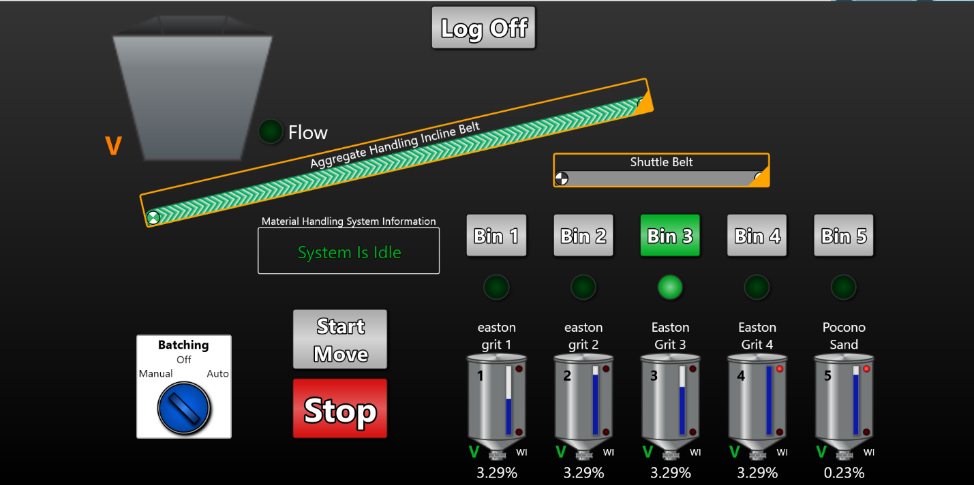 Log Off
V
Flow
Aggregate Handling Incline Belt
Shuttle Belt
Material Handling System Information
System Is Idle
Bin 1
Bin 2
Bin 3
Bin 4
Bin 5
Start
Move
Stop
Batching
Off
Manual
Auto
easton
grit 1
easton
grit 2
Easton
Grit 3
Easton
Grit 4
Pocono
Sand
1
2
3
4
5
V WI
V WI
V WI
V WI
V WI
3.29%
3.29%
3.29%
3.29%
0.23%